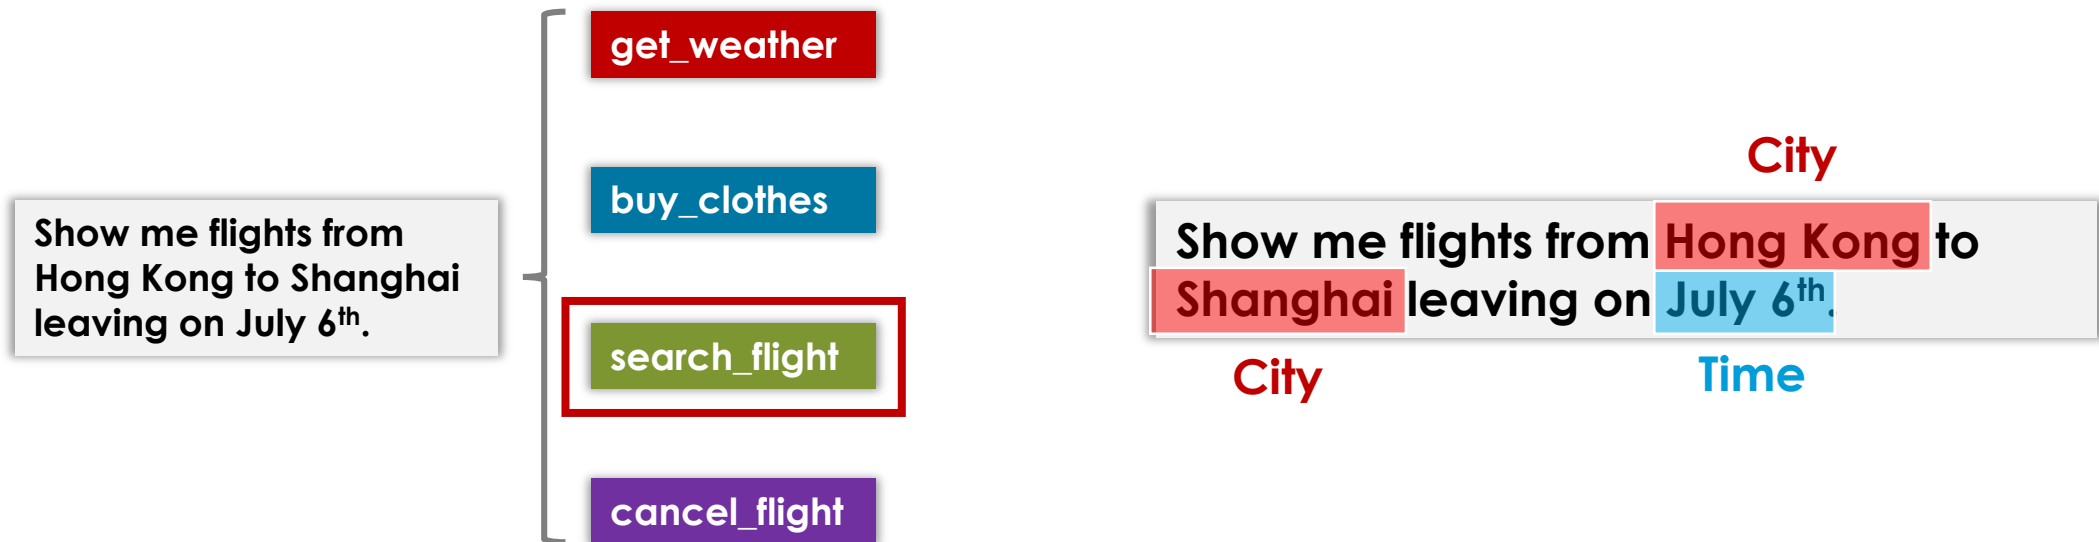 get_weather
buy_clothes
Show me flights from
Hong Kong to Shanghai
leaving on July 6th.
search_flight
cancel_flight
City
Show me flights from Hong Kong to
Shanghai leaving on July 6th.
City
Time